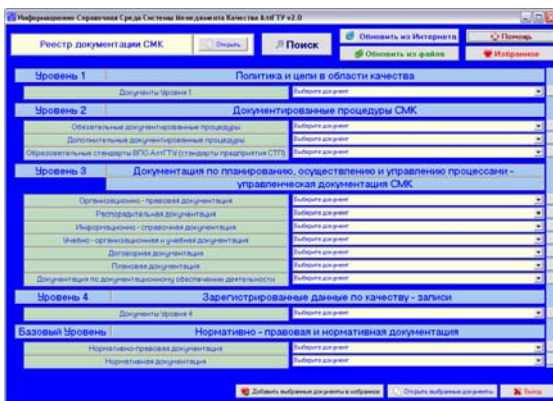 Информационно-Справочная Среда Системы Менеджмента Качества АлтГТУ v2.0
Реестр документации СМК
Открыть
Поиск
Обновить из Интернета
Помощь
Обновить из файла
Избранное
Уровень 1 Политика и цели в области качества
Документы Уровня 1 Выберите документ
Уровень 2 Документированные процедуры СМК
Обязательные документированные процедуры Выберите документ
Дополнительные документированные процедуры Выберите документ
Образовательные стандарты ВПО АлтГТУ (стандарты предприятия СТП) Выберите документ
Уровень 3 Документация по планированию, осуществлению и управлению процессами -
управленческая документация СМК
Организационно - правовая документация Выберите документ
Распорядительная документация Выберите документ
Информационно - справочная документация Выберите документ
Учебно - организационная и учебная документация Выберите документ
Договорная документация Выберите документ
Плановая документация Выберите документ
Документация по документационному обеспечению деятельности Выберите документ
Уровень 4 Зарегистрированные данные по качеству - записи
Документы Уровня 4 Выберите документ
Базовый Уровень Нормативно - правовая и нормативная документация
Нормативно-правовая документация Выберите документ
Нормативная документация Выберите документ
Добавить выбранные документы в избранное
Открыть выбранные документы
Выход